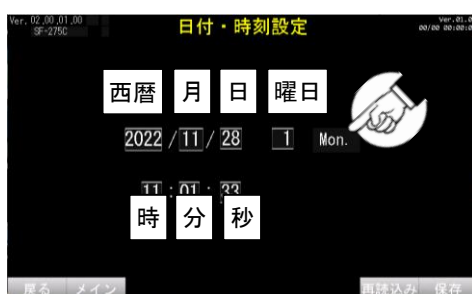 Ver. 02,00,01,00
SF-275C
日付・時刻設定
Ver.01.0
00/00 00:00:0
西暦 月 日 曜日
2022 / 11 / 28 1 Mon.
11 : 01 : 33
時 分 秒
戻る メイン 再読込み 保存